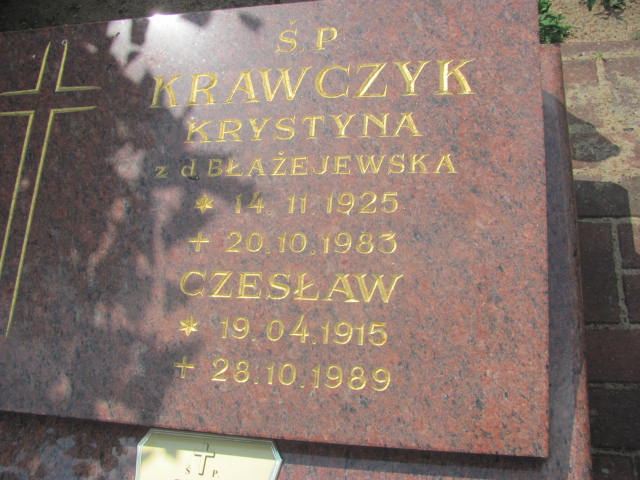 Ś P
KRAWCZYK
KRYSTYNA
z d. BŁAŻEJEWSKA
* 14. 11. 1925
+ 20.10.1983
CZESŁAW
* 19.04.1915
+ 28.10.1989
Ś. P.